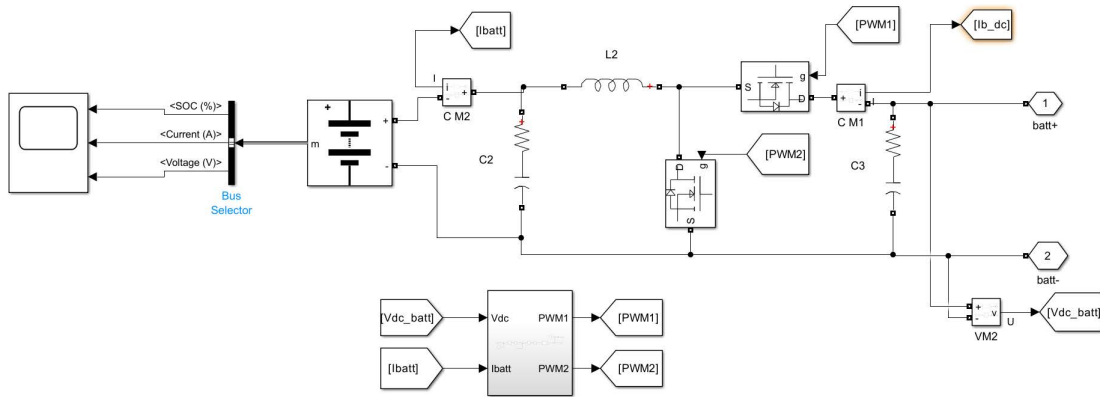 [Ibatt]
[PWM1]
[Ib_dc]
L2
I
i
-
+
C M2
g
S
D
+
i
-
I
C M1
1
batt+
<SOC (%)>
<Current (A)>
<Voltage (V)>
Bus
Selector
m
+
+
-
C2
D
g
S
[PWM2]
C3
2
batt-
[Vdc_batt]
[Ibatt]
Vdc
Ibatt
PWM1
PWM2
[PWM1]
[PWM2]
+
-
v
U
VM2
[Vdc_batt]